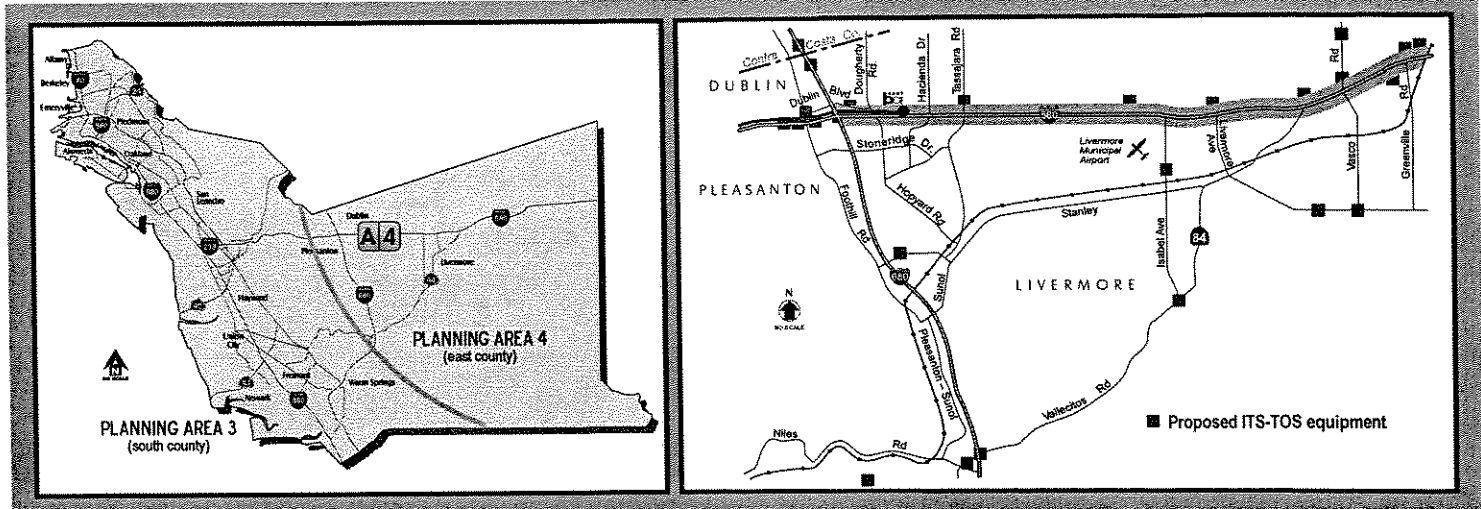 Albany
Berkeley
Emeryville
Piedmont
Oakland
Alameda
San
Leandro
Hayward
Union
City
Fremont
Newark
Warm Springs
Dublin
Pleasanton
Livermore
A 4
PLANNING AREA 4
(east county)
N
NO SCALE
PLANNING AREA 3
(south county)
Contra Costa Co.
DUBLIN
Dublin Blvd
Dougherty
Rd.
Hacienda Dr
Tassajara Rd
580
Stoneridge Dr.
PLEASANTON
Foothill
Rd
Hopyard Rd
Livermore
Municipal
Airport
Stanley
Isabel Ave
Livermore
Ave
Vasco
Rd
Greenville
Rd
84
680
Sunol
LIVERMORE
N
NO SCALE
Pleasanton - Sunol
Rd
Vallecitos
Rd
Niles
Proposed ITS-TOS equipment